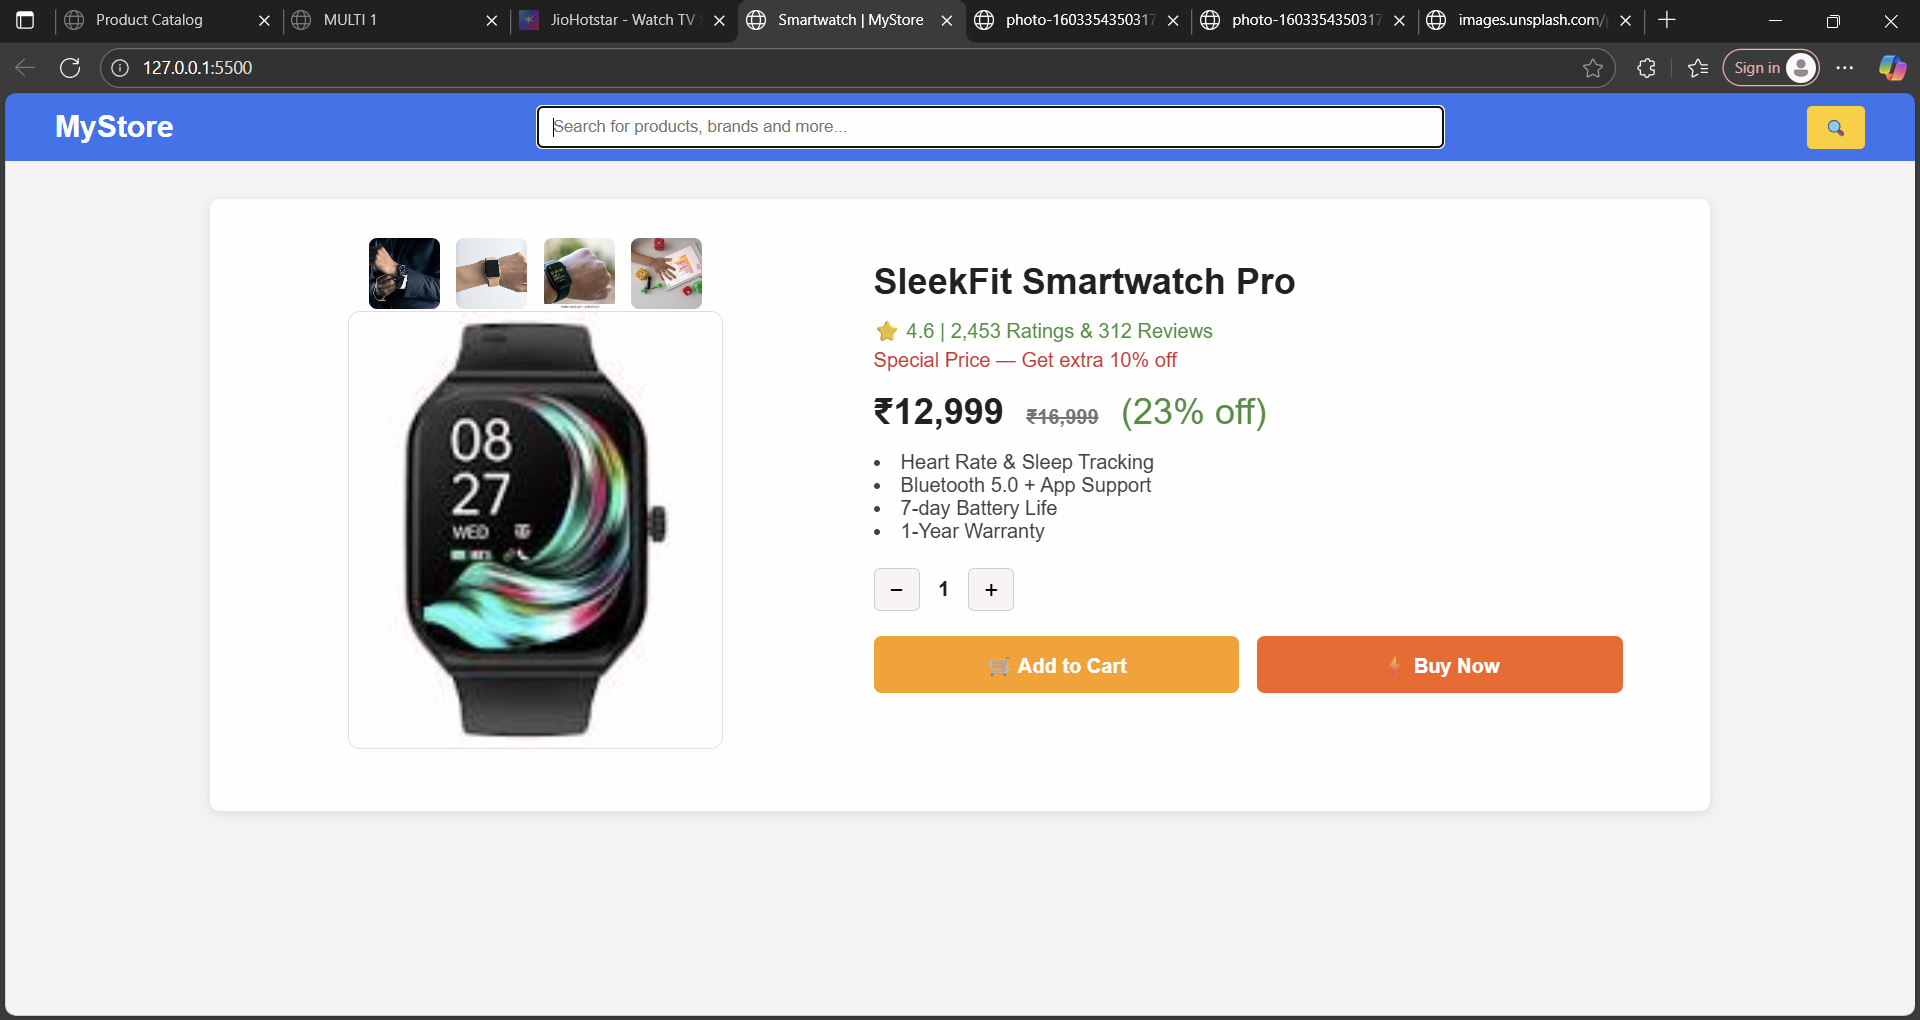 Product Catalog
MULTI 1
JioHotstar - Watch TV
Smartwatch | MyStore
photo-1603354350317
photo-1603354350317
images.unsplash.com/
127.0.0.1:5500
Sign in
MyStore
Search for products, brands and more...
SleekFit Smartwatch Pro
⭐ 4.6 | 2,453 Ratings & 312 Reviews
Special Price — Get extra 10% off
₹12,999 ₹16,999 (23% off)
• Heart Rate & Sleep Tracking
• Bluetooth 5.0 + App Support
• 7-day Battery Life
• 1-Year Warranty
08
27
WED
− 1 +
🛒 Add to Cart
Buy Now